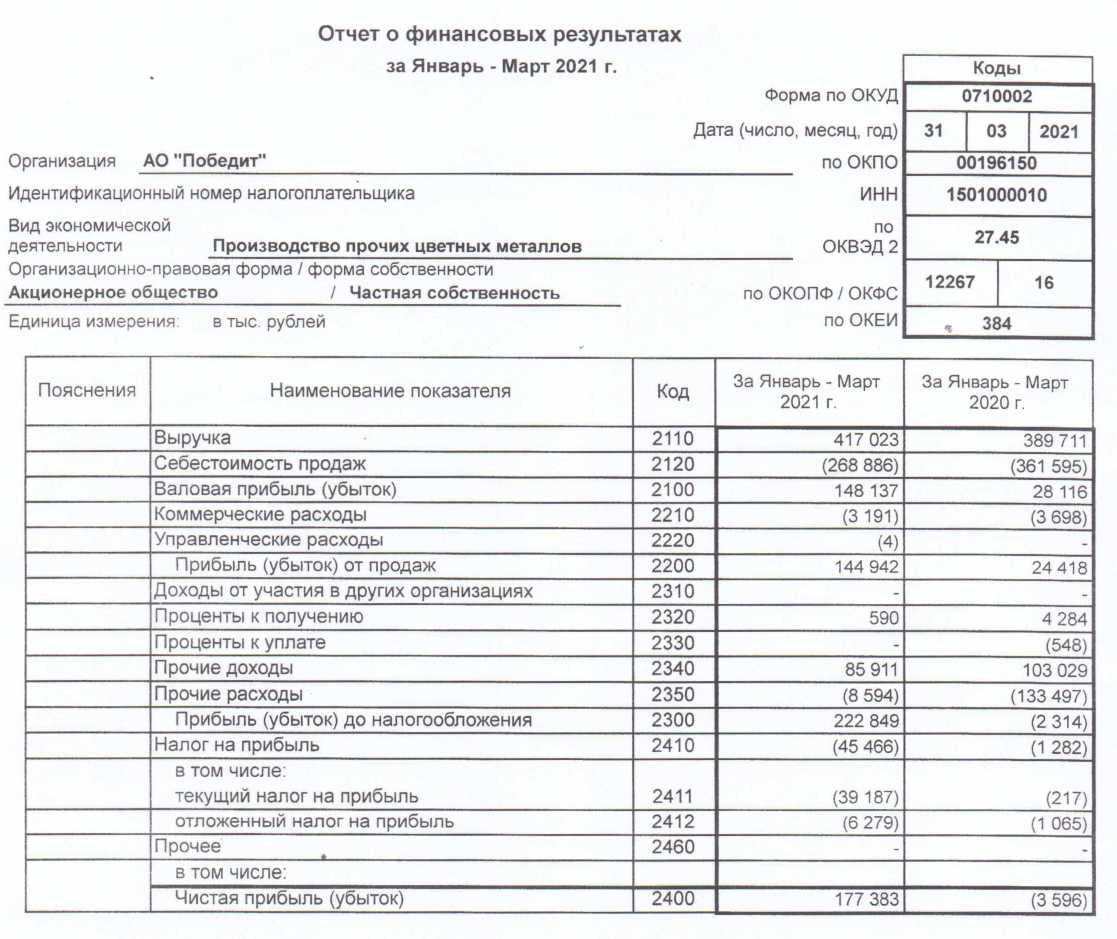 Отчет о финансовых результатах
за Январь - Март 2021 г.
Коды
Форма по ОКУД 0710002
Дата (число, месяц, год) 31 03 2021
Организация АО "Победит" по ОКПО 00196150
Идентификационный номер налогоплательщика ИНН 1501000010
Вид экономической
деятельности Производство прочих цветных металлов
по
ОКВЭД 2 27.45
Организационно-правовая форма / форма собственности
Акционерное общество / Частная собственность по ОКОПФ / ОКФС 12267 16
Единица измерения: в тыс. рублей по ОКЕИ 384
Пояснения Наименование показателя Код За Январь - Март 2021 г. За Январь - Март 2020 г.
Выручка 2110 417 023 389 711
Себестоимость продаж 2120 (268 886) (361 595)
Валовая прибыль (убыток) 2100 148 137 28 116
Коммерческие расходы 2210 (3 191) (3 698)
Управленческие расходы 2220 (4) -
Прибыль (убыток) от продаж 2200 144 942 24 418
Доходы от участия в других организациях 2310 - -
Проценты к получению 2320 590 4 284
Проценты к уплате 2330 - (548)
Прочие доходы 2340 85 911 103 029
Прочие расходы 2350 (8 594) (133 497)
Прибыль (убыток) до налогообложения 2300 222 849 (2 314)
Налог на прибыль 2410 (45 466) (1 282)
в том числе:
текущий налог на прибыль 2411 (39 187) (217)
отложенный налог на прибыль 2412 (6 279) (1 065)
Прочее 2460 - -
в том числе:
Чистая прибыль (убыток) 2400 177 383 (3 596)